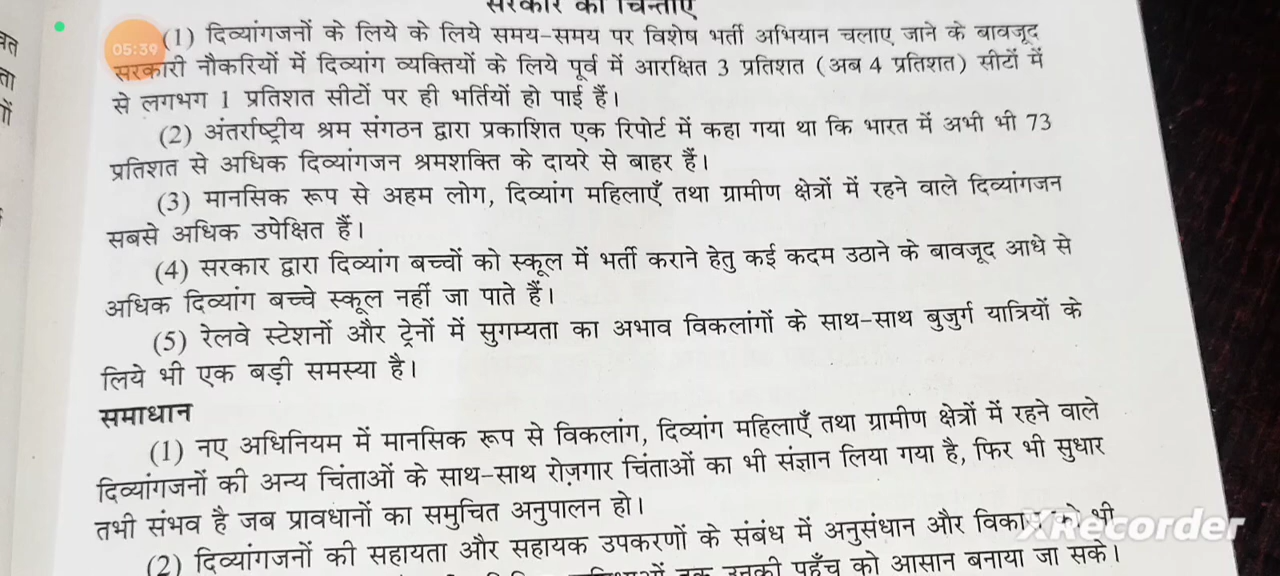 सरकार की चिन्ताएँ
(1) दिव्यांगजनों के लिये के लिये समय-समय पर विशेष भर्ती अभियान चलाए जाने के बावजूद
05:39
सरकारी नौकरियों में दिव्यांग व्यक्तियों के लिये पूर्व में आरक्षित 3 प्रतिशत (अब 4 प्रतिशत) सीटों में
से लगभग 1 प्रतिशत सीटों पर ही भर्तियों हो पाई हैं।
(2) अंतर्राष्ट्रीय श्रम संगठन द्वारा प्रकाशित एक रिपोर्ट में कहा गया था कि भारत में अभी भी 73
प्रतिशत से अधिक दिव्यांगजन श्रमशक्ति के दायरे से बाहर हैं।
(3) मानसिक रूप से अहम लोग, दिव्यांग महिलाएँ तथा ग्रामीण क्षेत्रों में रहने वाले दिव्यांगजन
सबसे अधिक उपेक्षित हैं।
(4) सरकार द्वारा दिव्यांग बच्चों को स्कूल में भर्ती कराने हेतु कई कदम उठाने के बावजूद आधे से
अधिक दिव्यांग बच्चे स्कूल नहीं जा पाते हैं।
(5) रेलवे स्टेशनों और ट्रेनों में सुगम्यता का अभाव विकलांगों के साथ-साथ बुजुर्ग यात्रियों के
लिये भी एक बड़ी समस्या है।
समाधान
(1) नए अधिनियम में मानसिक रूप से विकलांग, दिव्यांग महिलाएँ तथा ग्रामीण क्षेत्रों में रहने वाले
दिव्यांगजनों की अन्य चिंताओं के साथ-साथ रोज़गार चिंताओं का भी संज्ञान लिया गया है, फिर भी सुधार
तभी संभव है जब प्रावधानों का समुचित अनुपालन हो।
(2) दिव्यांगजनों की सहायता और सहायक उपकरणों के संबंध में अनुसंधान और भी
उनकी पहुँच को आसान बनाया जा सके।
XRecorder